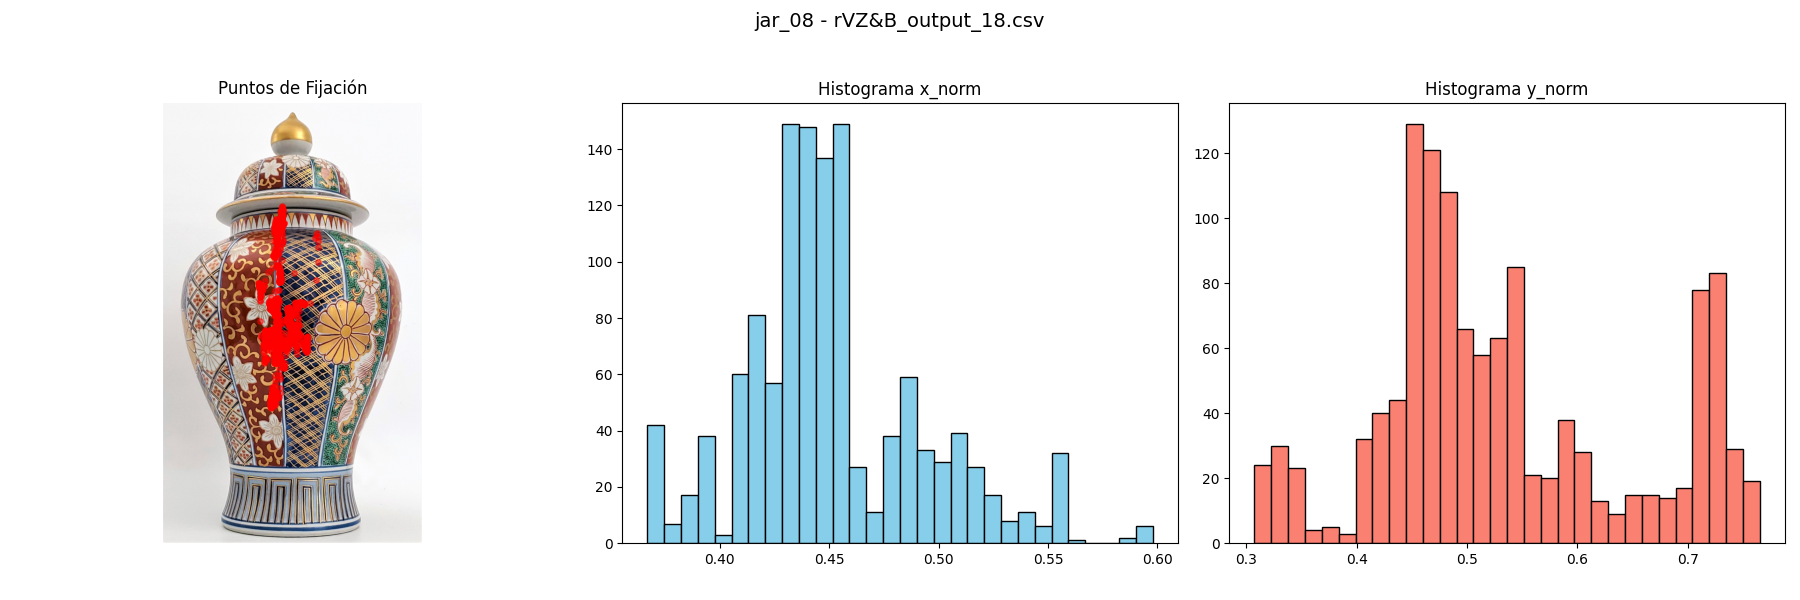 jar_08 - rVZ&B_output_18.csv
Puntos de Fijación
Histograma x_norm
140
120
100
80
60
40
20
0
0.40 0.45 0.50 0.55 0.60
Histograma y_norm
120
100
80
60
40
20
0
0.3 0.4 0.5 0.6 0.7